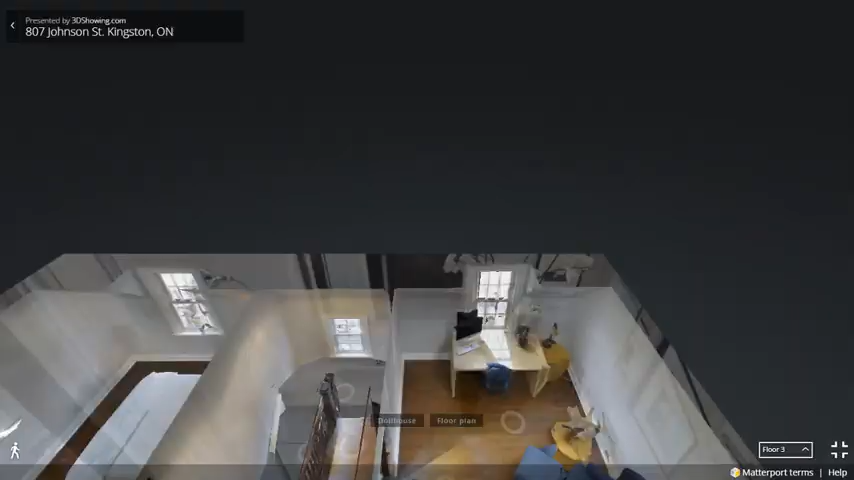 Presented by 3DShowing.com
807 Johnson St. Kingston, ON
Dollhouse
Floor plan
Floor 3
Matterport terms | Help